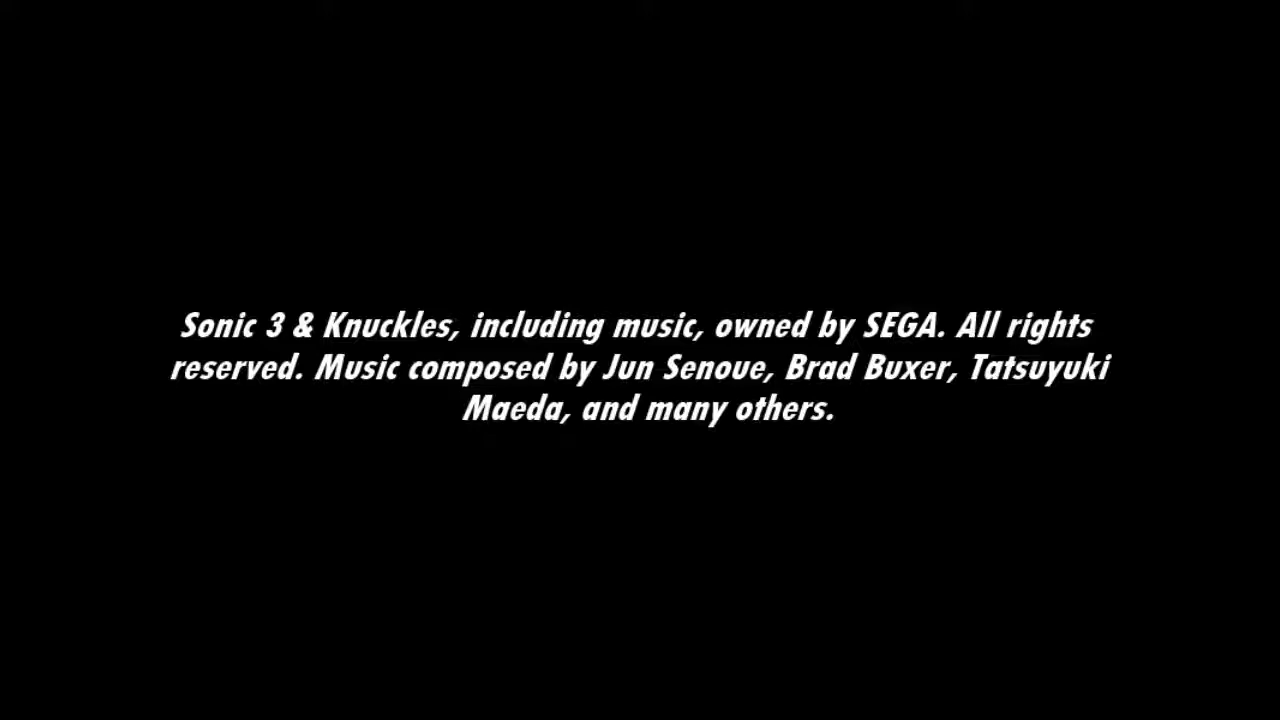 Sonic 3 & Knuckles, including music, owned by SEGA. All rights
reserved. Music composed by Jun Senoue, Brad Buxer, Tatsuyuki
Maeda, and many others.